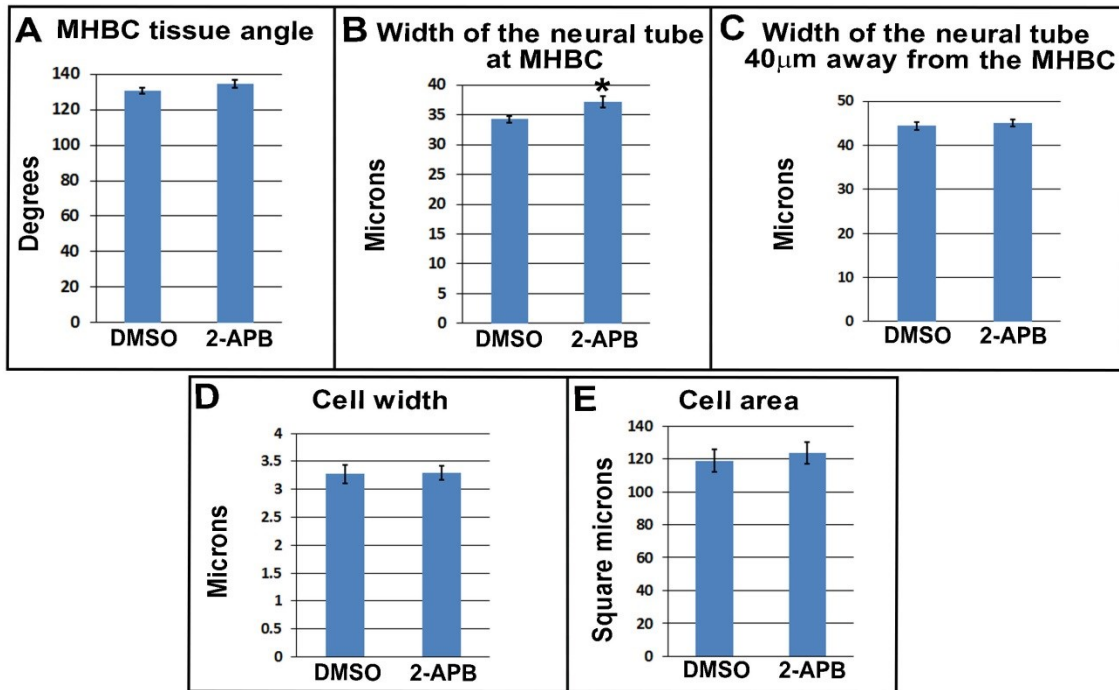 A MHBC tissue angle
140
120
100
80
60
40
20
0
Degrees
DMSO 2-APB
B Width of the neural tube
at MHBC
*
40
35
30
25
20
15
10
5
0
Microns
DMSO 2-APB
C Width of the neural tube
40μm away from the MHBC
50
40
30
20
10
0
Microns
DMSO 2-APB
D Cell width
4
3.5
3
2.5
2
1.5
1
0.5
0
Microns
DMSO 2-APB
E Cell area
140
120
100
80
60
40
20
0
Square microns
DMSO 2-APB